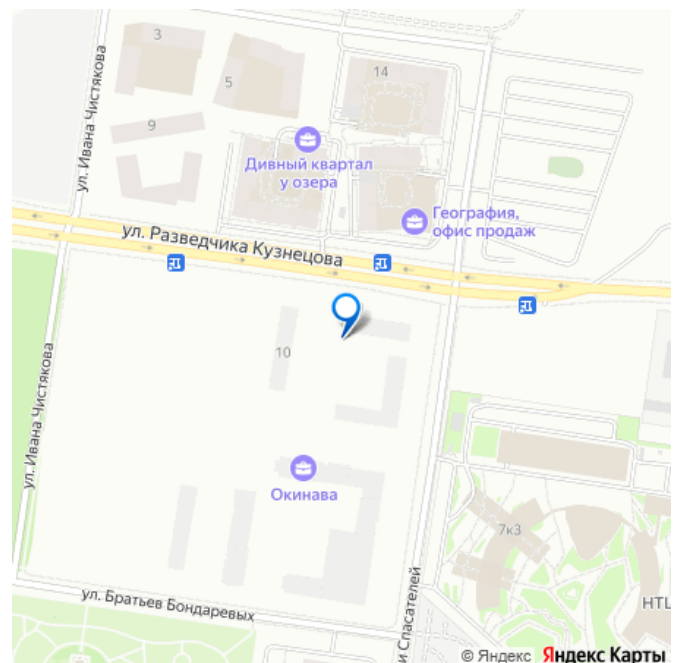 3
5
14
ул. Ивана Чистякова
9
Дивный квартал
у озера
География,
офис продаж
ул. Разведчика Кузнецова
10
ул. Ивана Чистякова
Окинава
7к3
НТЦ
и Спасателей
ул. Братьев Бондаревых
© Яндекс Яндекс Карты